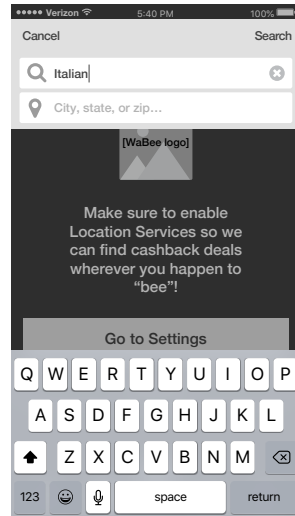 Verizon 5:40 PM 100%
Cancel Search
Italian
City, state, or zip...
[WaBee logo]
Make sure to enable
Location Services so we
can find cashback deals
wherever you happen to
“bee”!
Go to Settings
Q W E R T Y U I O P
A S D F G H J K L
Z X C V B N M
123 space return